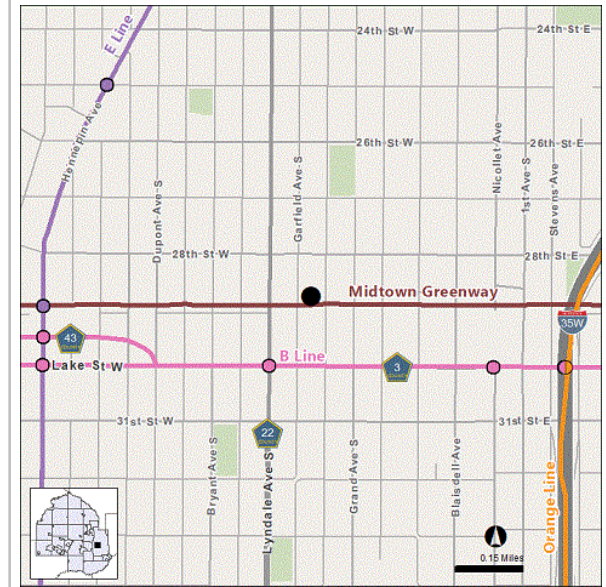 E Line
24th St W
24th St E
Hennepin Ave
26th St W
26th St E
Dupont Ave S
Garfield Ave S
Nicollet Ave
1st Ave S
Stevens Ave
28th St W
28th St E
Midtown Greenway
35W
43
Lake St W
B Line
3
31st St W
31st St E
22
Bryant Ave S
Lyndale Ave S
Grand Ave S
Blaisdell Ave
Orange Line
0.15 Miles